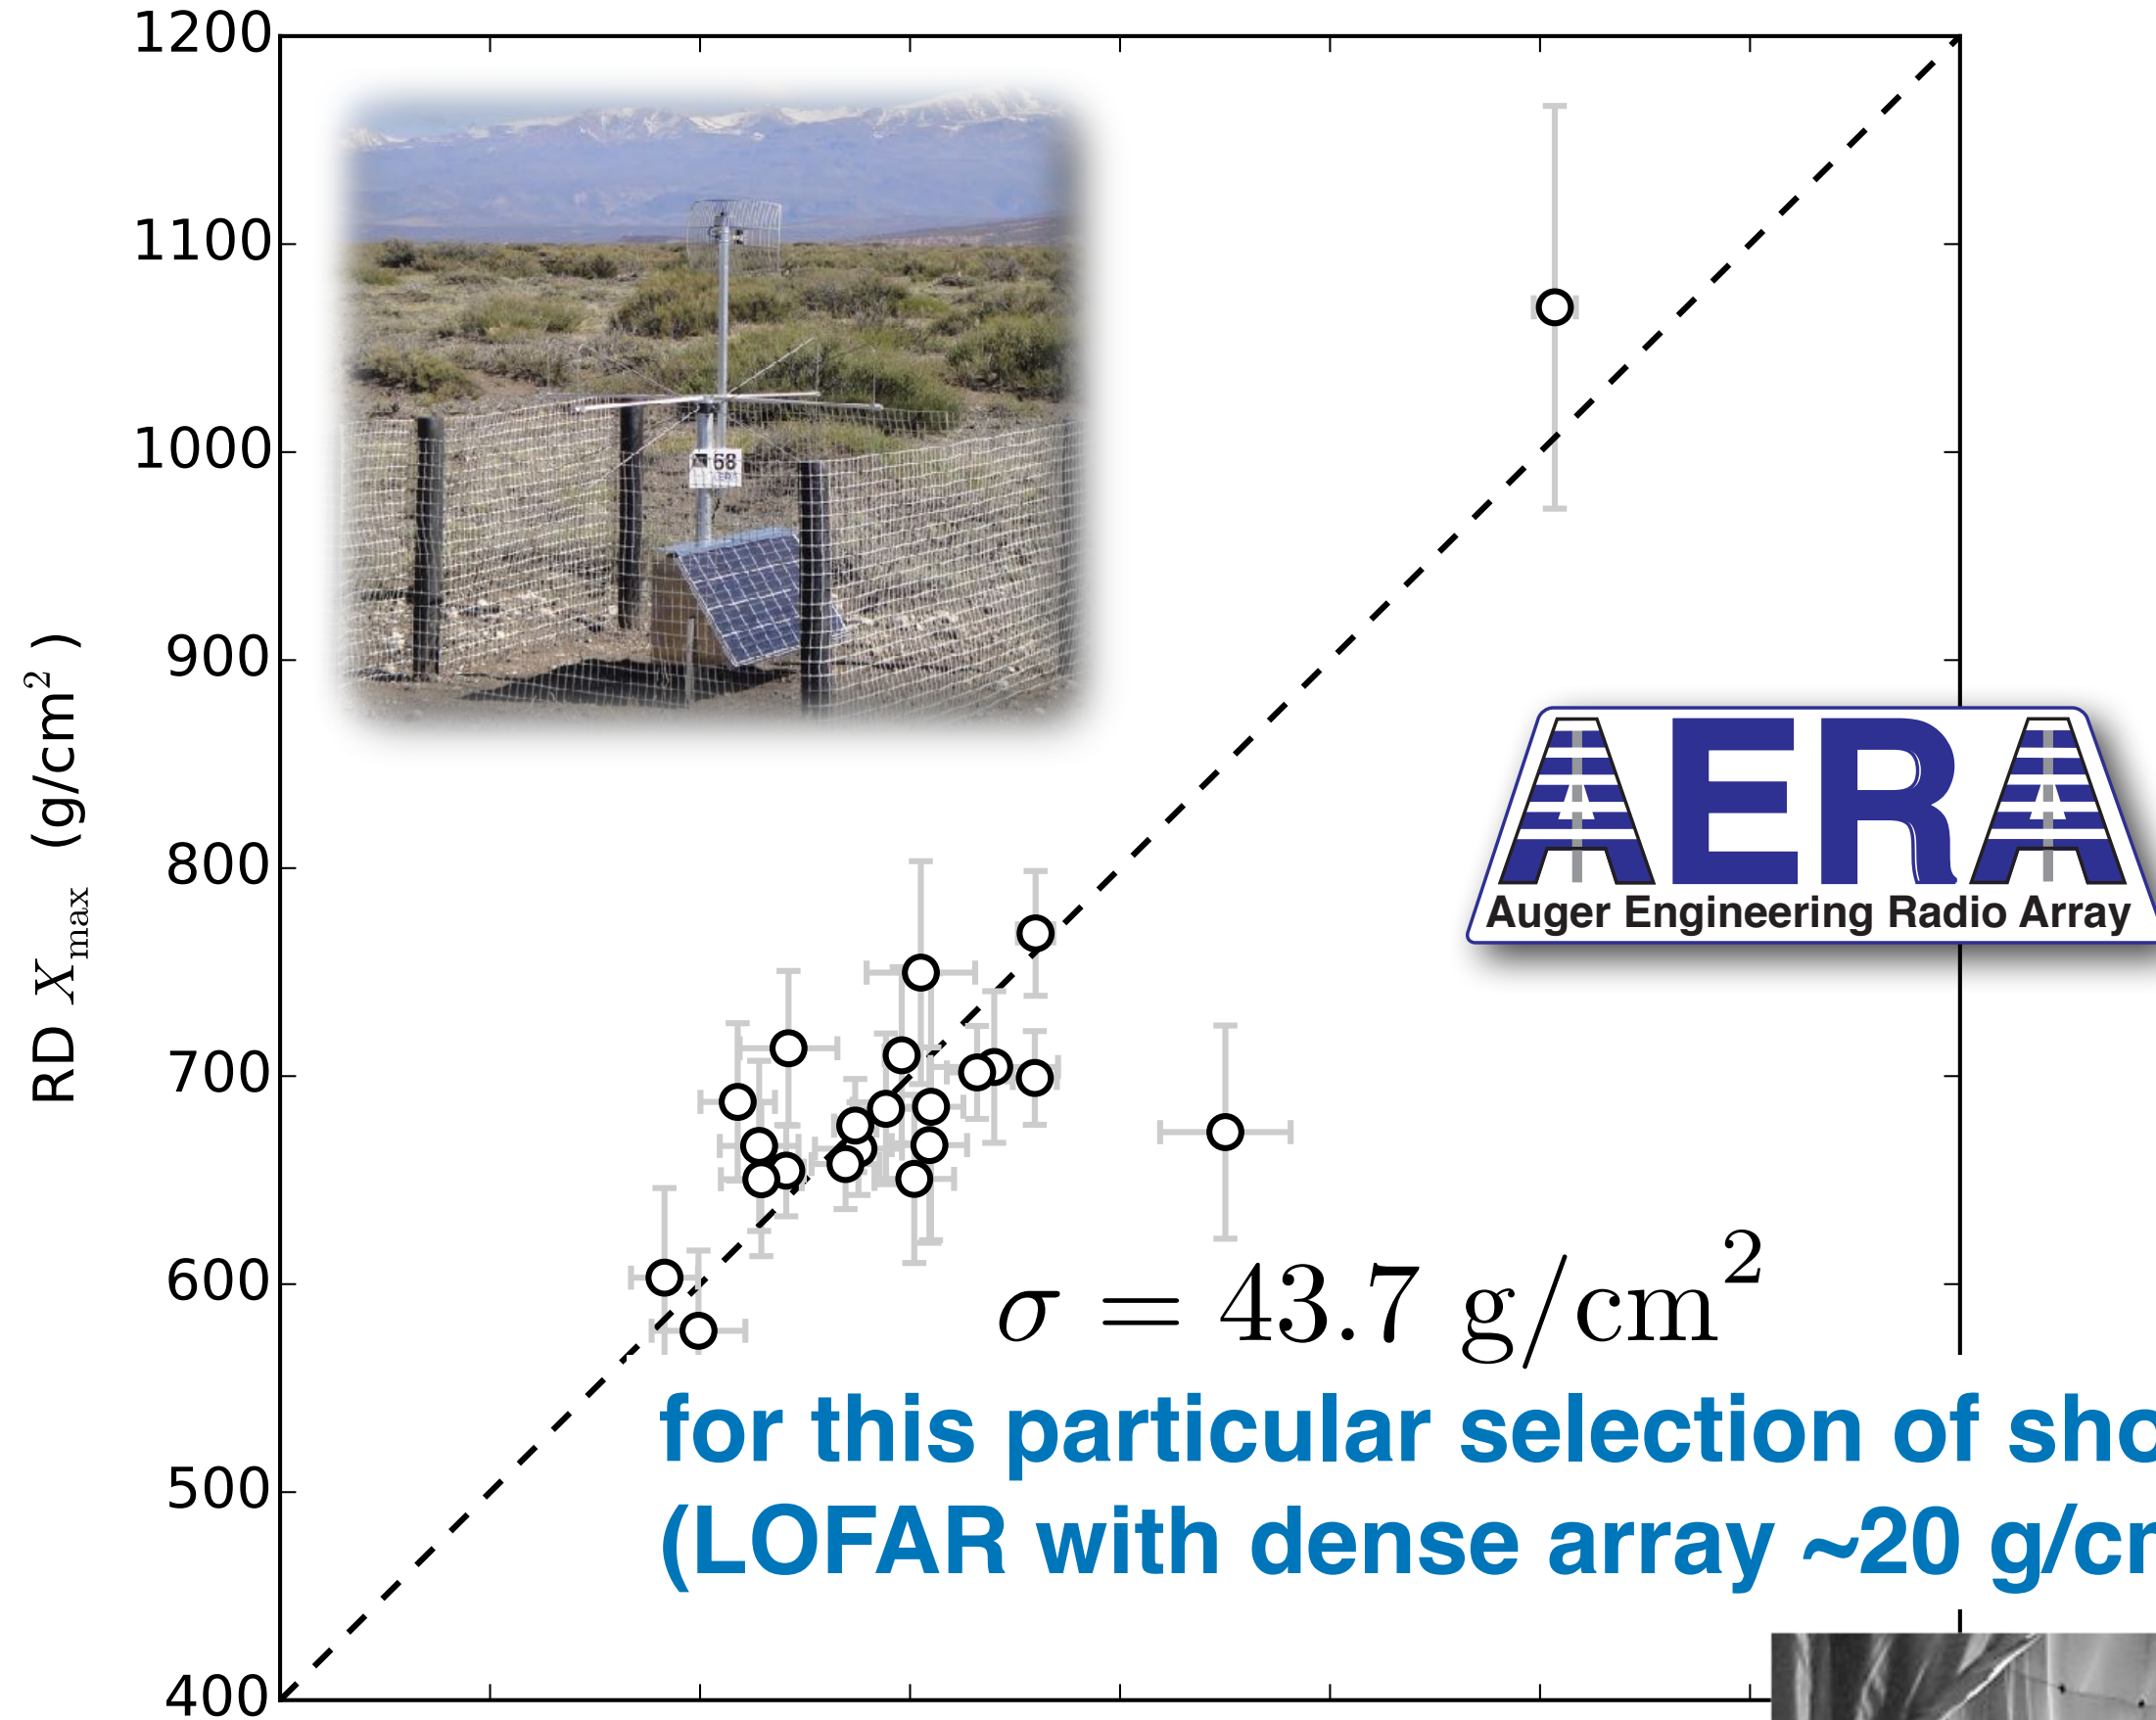 1200
1100
1000
900
800
700
600
500
400
RD Xmax (g/cm²)
68
AERA
Auger Engineering Radio Array
σ = 43.7 g/cm²
for this particular selection of sho
(LOFAR with dense array ~20 g/cm